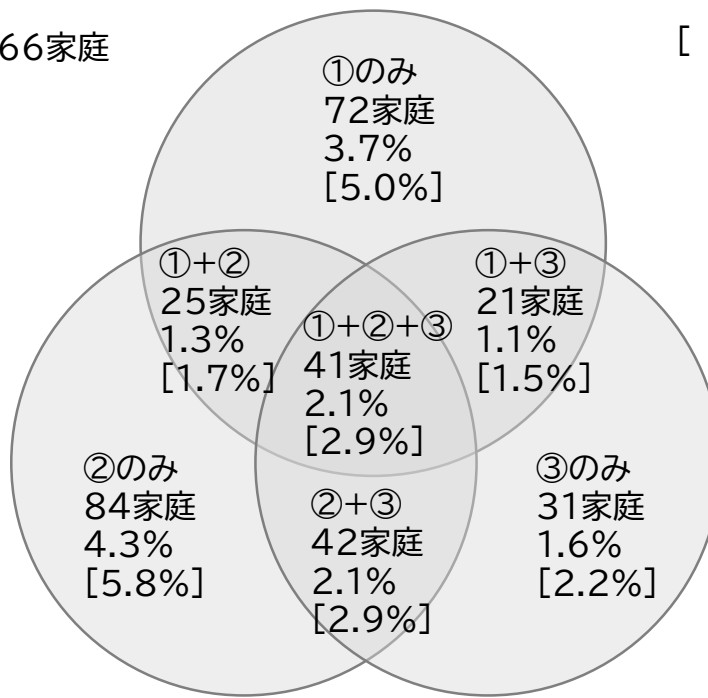 66家庭
[
①のみ
72家庭
3.7%
[5.0%]
①+②
25家庭
1.3%
[1.7%]
①+③
21家庭
1.1%
[1.5%]
①+②+③
41家庭
2.1%
[2.9%]
②のみ
84家庭
4.3%
[5.8%]
②+③
42家庭
2.1%
[2.9%]
③のみ
31家庭
1.6%
[2.2%]